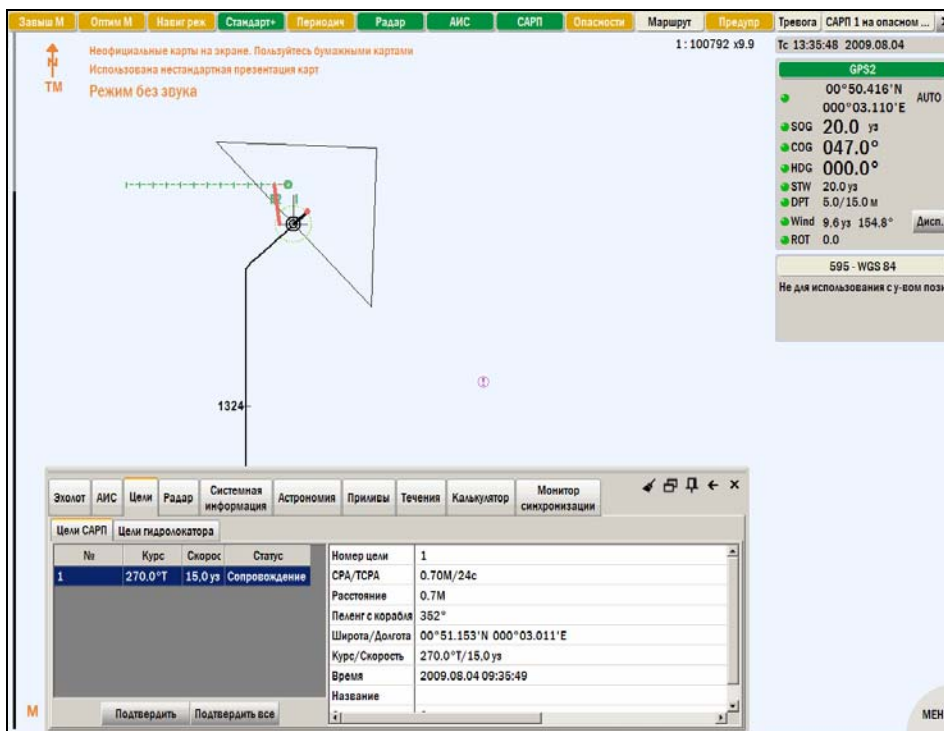 Завыш М Оптим М Навиг реж Стандарт+ Периодич Радар АИС САРП Опасности Маршрут Предупр Тревога САРП 1 на опасном ...
N
ТМ
Неофициальные карты на экране. Пользуйтесь бумажными картами
Использована нестандартная презентация карт
Режим без звука
1:100792 x9.9
Тс 13:35:48 2009.08.04
GPS2
00°50.416'N
000°03.110'E
AUTO
SOG 20.0 уз
COG 047.0°
HDG 000.0°
STW 20.0 уз
DPT 5.0/15.0 м
Wind 9.6 уз 154.8° Дисп.
ROT 0.0
595 - WGS 84
Не для использования с у-вом пози
1324
Эхолот АИС Цели Радар Системная информация Астрономия Приливы Течения Калькулятор Монитор синхронизации
Цели САРП Цели гидролокатора
№ Курс Скорос Статус
1 270.0°T 15,0 уз Сопровождение
Номер цели 1
CPA/TCPA 0.70М/24с
Расстояние 0.7М
Пеленг с корабля 352°
Широта/Долгота 00°51.153'N 000°03.011'E
Курс/Скорость 270.0°T/15,0 уз
Время 2009.08.04 09:35:49
Название
Подтвердить Подтвердить все
М
МЕН